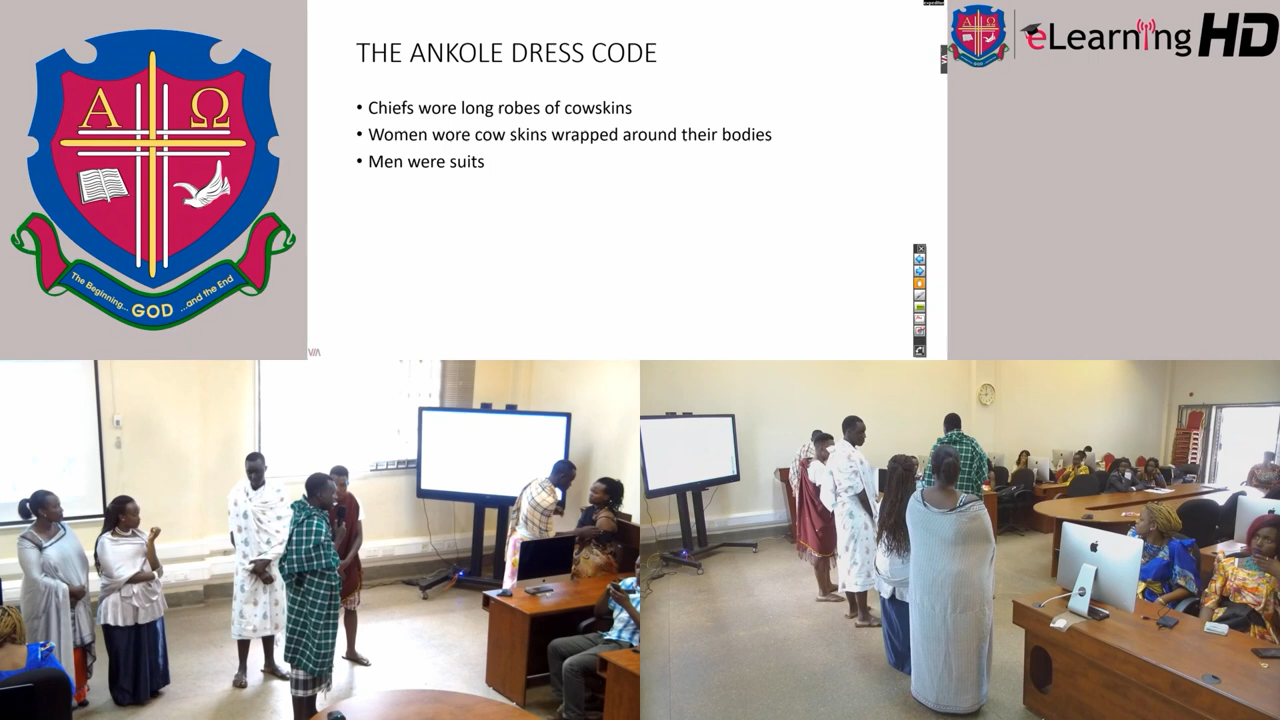 THE ANKOLE DRESS CODE
• Chiefs wore long robes of cowskins
• Women wore cow skins wrapped around their bodies
• Men were suits
Α Ω
The Beginning... GOD ...and the End
eLearning HD
VIA